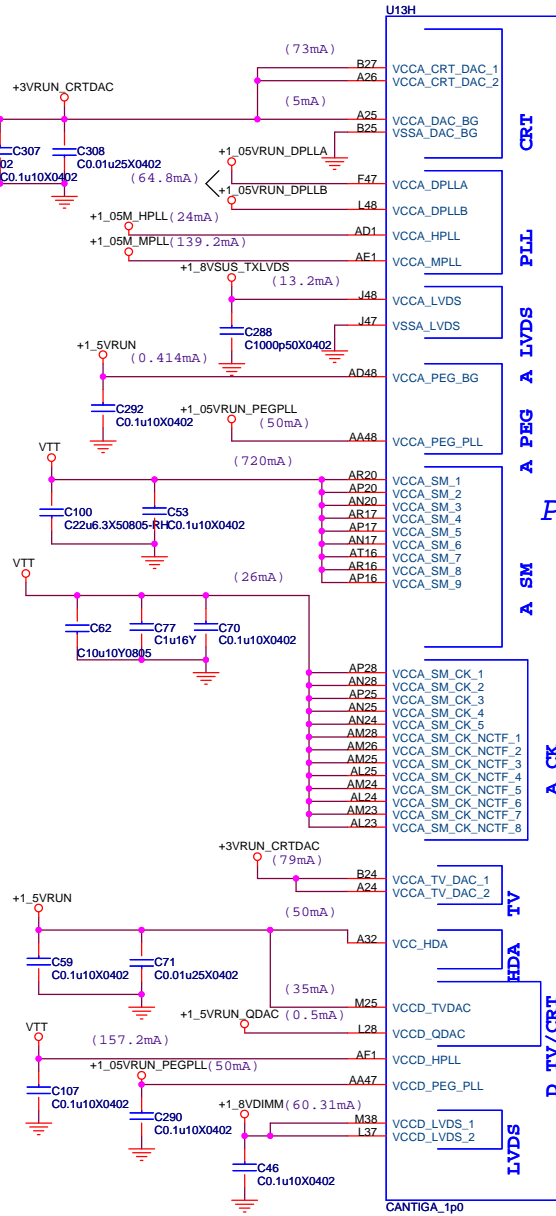 U13H
(73mA)
B27 VCCA_CRT_DAC_1
A26 VCCA_CRT_DAC_2
+3VRUN_CRTDAC
(5mA)
A25 VCCA_DAC_BG
B25 VSSA_DAC_BG
CRT
C307
02
C0.1u10X0402
C308
C0.01u25X0402
+1_05VRUN_DPLLA
(64.8mA)
F47 VCCA_DPLLA
+1_05VRUN_DPLLB
L48 VCCA_DPLLB
+1_05M_HPLL (24mA)
AD1 VCCA_HPLL
+1_05M_MPLL (139.2mA)
AE1 VCCA_MPLL
PLL
+1_8VSUS_TXLVDS
(13.2mA)
J48 VCCA_LVDS
J47 VSSA_LVDS
A LVDS
C288
C1000p50X0402
+1_5VRUN
(0.414mA)
AD48 VCCA_PEG_BG
C292
C0.1u10X0402
+1_05VRUN_PEGPLL
(50mA)
AA48 VCCA_PEG_PLL
A PEG
VTT
(720mA)
AR20 VCCA_SM_1
AP20 VCCA_SM_2
AN20 VCCA_SM_3
AR17 VCCA_SM_4
AP17 VCCA_SM_5
AN17 VCCA_SM_6
AT16 VCCA_SM_7
AR16 VCCA_SM_8
AP16 VCCA_SM_9
A SM
P
C100
C22u6.3X50805-RH
C53
C0.1u10X0402
VTT
(26mA)
C62
C10u10Y0805
C77
C1u16Y
C70
C0.1u10X0402
AP28 VCCA_SM_CK_1
AN28 VCCA_SM_CK_2
AP25 VCCA_SM_CK_3
AN25 VCCA_SM_CK_4
AN24 VCCA_SM_CK_5
AM28 VCCA_SM_CK_NCTF_1
AM26 VCCA_SM_CK_NCTF_2
AM25 VCCA_SM_CK_NCTF_3
AL25 VCCA_SM_CK_NCTF_4
AM24 VCCA_SM_CK_NCTF_5
AL24 VCCA_SM_CK_NCTF_6
AM23 VCCA_SM_CK_NCTF_7
AL23 VCCA_SM_CK_NCTF_8
A CK
+3VRUN_CRTDAC
(79mA)
B24 VCCA_TV_DAC_1
A24 VCCA_TV_DAC_2
TV
+1_5VRUN
(50mA)
A32 VCC_HDA
HDA
C59
C0.1u10X0402
C71
C0.01u25X0402
(35mA)
M25 VCCD_TVDAC
+1_5VRUN_QDAC (0.5mA)
L28 VCCD_QDAC
D TV/CRT
VTT
(157.2mA)
AF1 VCCD_HPLL
+1_05VRUN_PEGPLL (50mA)
AA47 VCCD_PEG_PLL
C107
C0.1u10X0402
C290
C0.1u10X0402
+1_8VDIMM (60.31mA)
M38 VCCD_LVDS_1
L37 VCCD_LVDS_2
LVDS
C46
C0.1u10X0402
CANTIGA_1p0